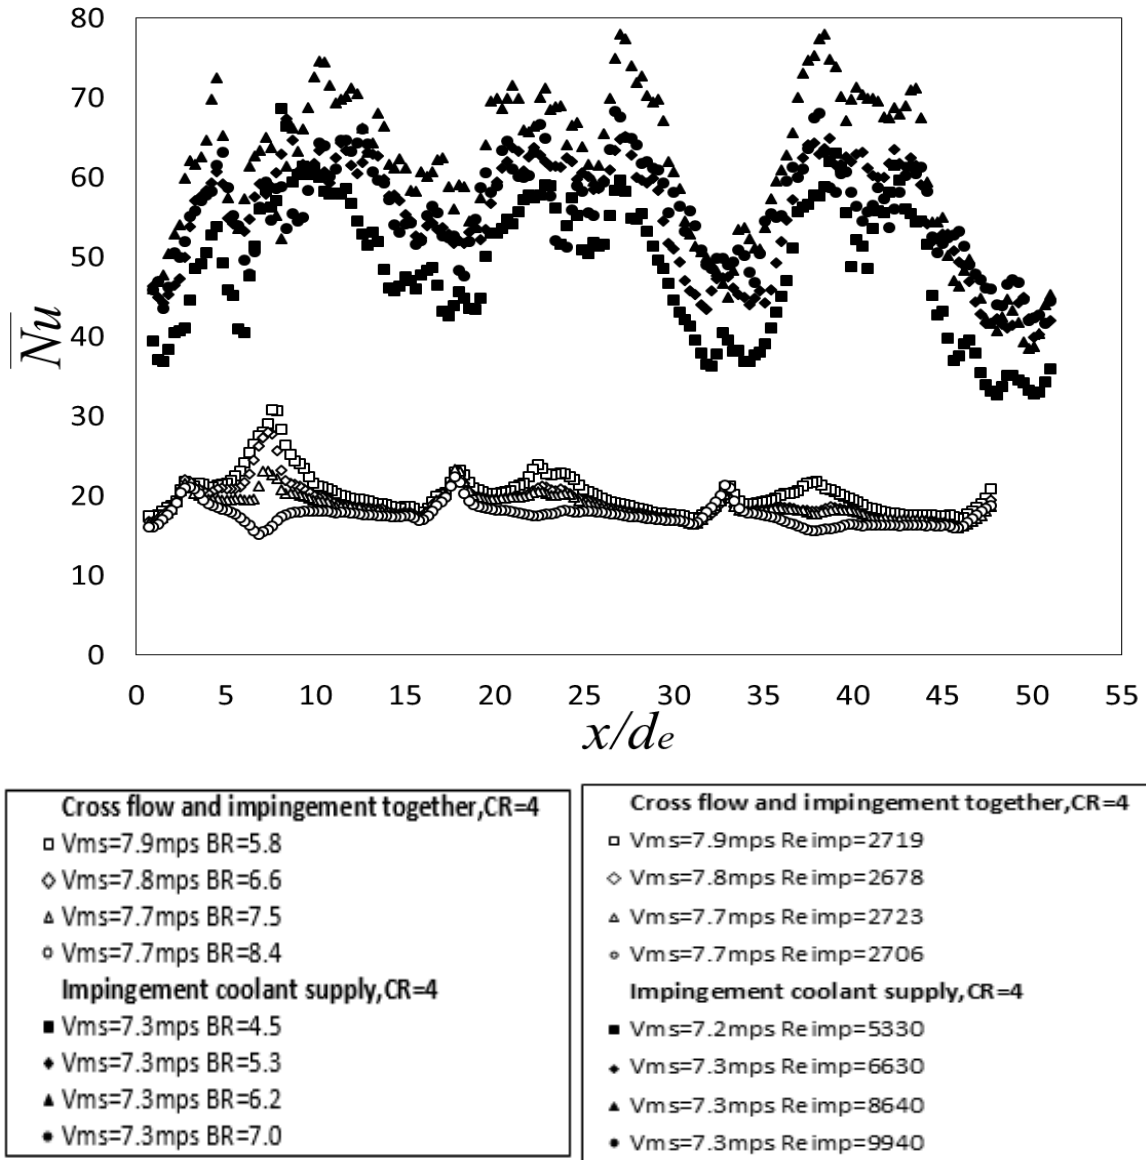 80
70
60
50
40
30
20
10
0
Nu
0 5 10 15 20 25 30 35 40 45 50 55
x/de
Cross flow and impingement together,CR=4
Vms=7.9mps BR=5.8
Vms=7.8mps BR=6.6
Vms=7.7mps BR=7.5
Vms=7.7mps BR=8.4
Impingement coolant supply,CR=4
Vms=7.3mps BR=4.5
Vms=7.3mps BR=5.3
Vms=7.3mps BR=6.2
Vms=7.3mps BR=7.0
Cross flow and impingement together,CR=4
Vms=7.9mps Reimp=2719
Vms=7.8mps Reimp=2678
Vms=7.7mps Reimp=2723
Vms=7.7mps Reimp=2706
Impingement coolant supply,CR=4
Vms=7.2mps Reimp=5330
Vms=7.3mps Reimp=6630
Vms=7.3mps Reimp=8640
Vms=7.3mps Reimp=9940